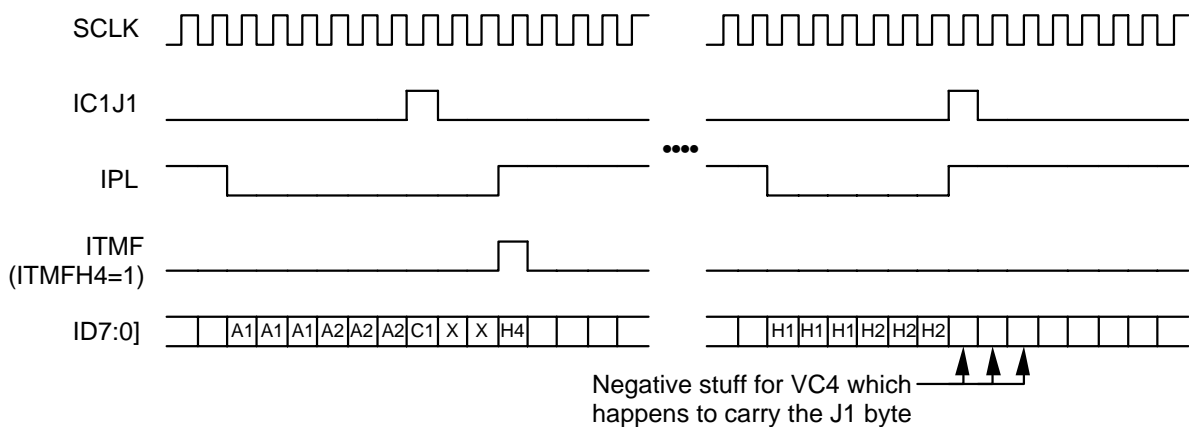 SCLK
IC1J1
IPL
ITMF
(ITMFH4=1)
ID7:0]
A1 A1 A1 A2 A2 A2 C1 X X H4
H1 H1 H1 H2 H2 H2
Negative stuff for VC4 which
happens to carry the J1 byte